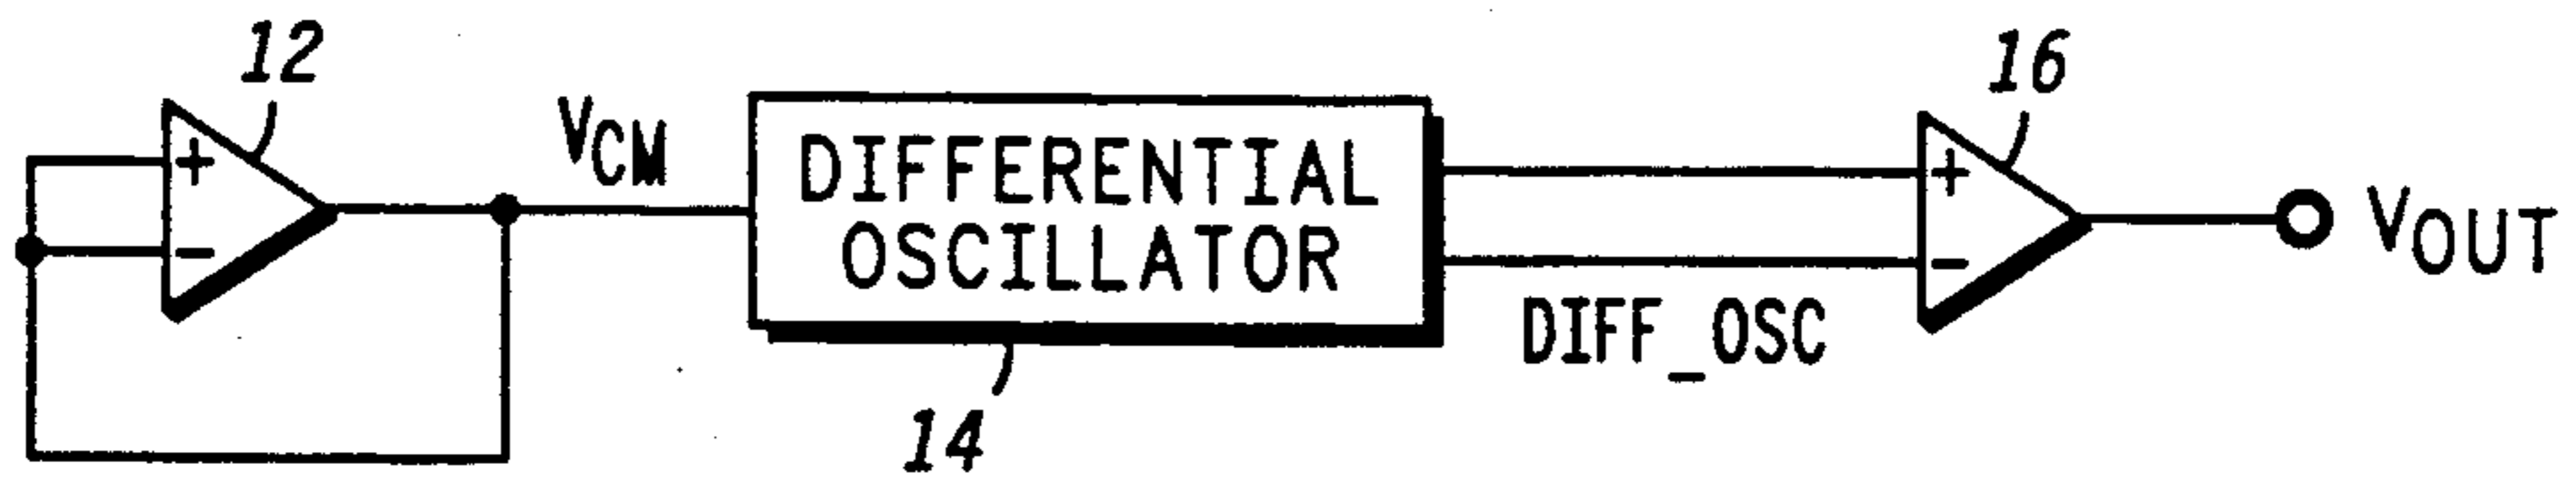 12
+
-
VCM
DIFFERENTIAL
OSCILLATOR
14
DIFF_OSC
16
+
-
VOUT